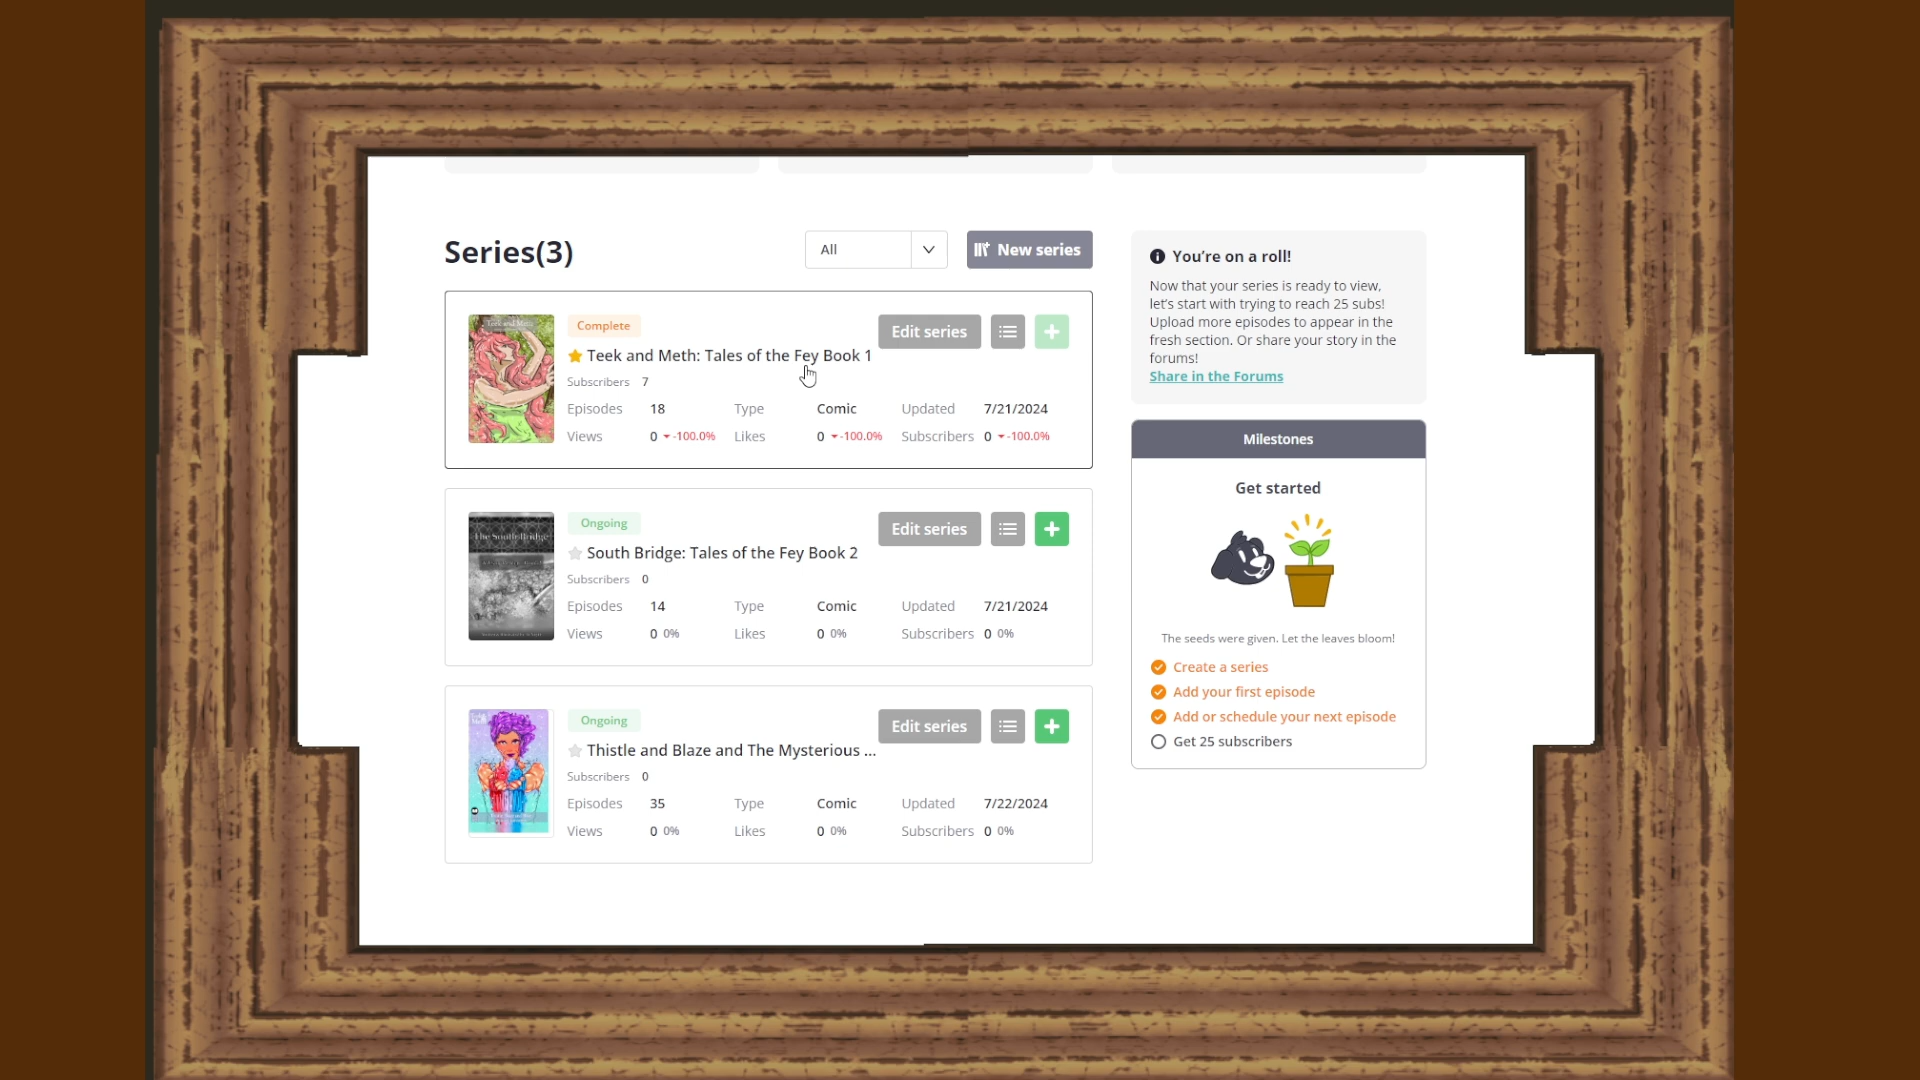 Series(3)
All
New series
Complete
Edit series
Teek and Meth: Tales of the Fey Book 1
Subscribers 7
Episodes 18 Type Comic Updated 7/21/2024
Views 0 -100.0% Likes 0 -100.0% Subscribers 0 -100.0%
Ongoing
Edit series
The South Bridge
South Bridge: Tales of the Fey Book 2
Subscribers 0
Episodes 14 Type Comic Updated 7/21/2024
Views 0 0% Likes 0 0% Subscribers 0 0%
Ongoing
Edit series
Thistle and Blaze and The Mysterious ...
Subscribers 0
Episodes 35 Type Comic Updated 7/22/2024
Views 0 0% Likes 0 0% Subscribers 0 0%
You're on a roll!
Now that your series is ready to view,
let's start with trying to reach 25 subs!
Upload more episodes to appear in the
fresh section. Or share your story in the
forums!
Share in the Forums
Milestones
Get started
The seeds were given. Let the leaves bloom!
Create a series
Add your first episode
Add or schedule your next episode
Get 25 subscribers